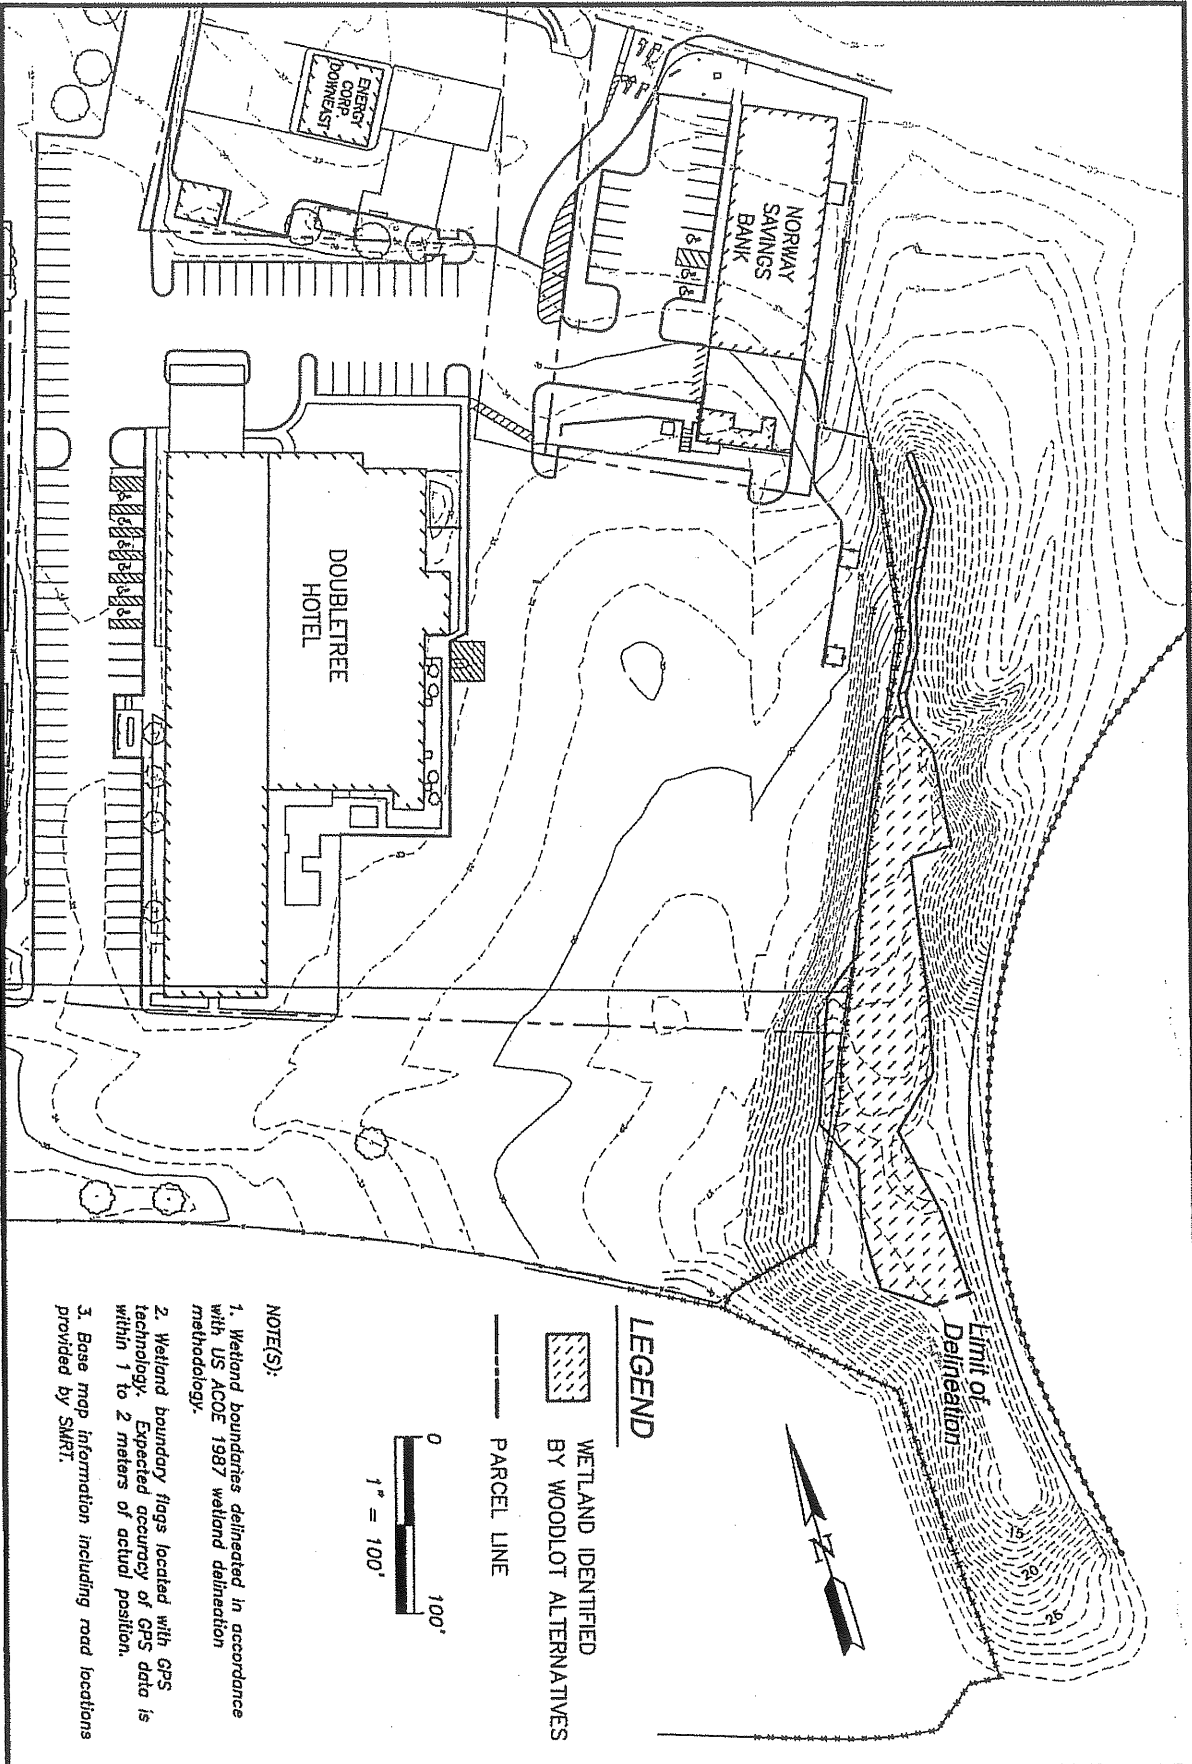 ENERGY
CORP
DOWNEAST
NORWAY
SAVINGS
BANK
DOUBLETREE
HOTEL
Limit of
Delineation
15
20
25
LEGEND
WETLAND IDENTIFIED
BY WOODLOT ALTERNATIVES
PARCEL LINE
N
0 100'
1" = 100'
NOTE(S):
1. Wetland boundaries delineated in accordance
with US ACOE 1987 wetland delineation
methodology.
2. Wetland boundary flags located with GPS
technology. Expected accuracy of GPS data is
within 1 to 2 meters of actual position.
3. Base map information including road locations
provided by SMRT.